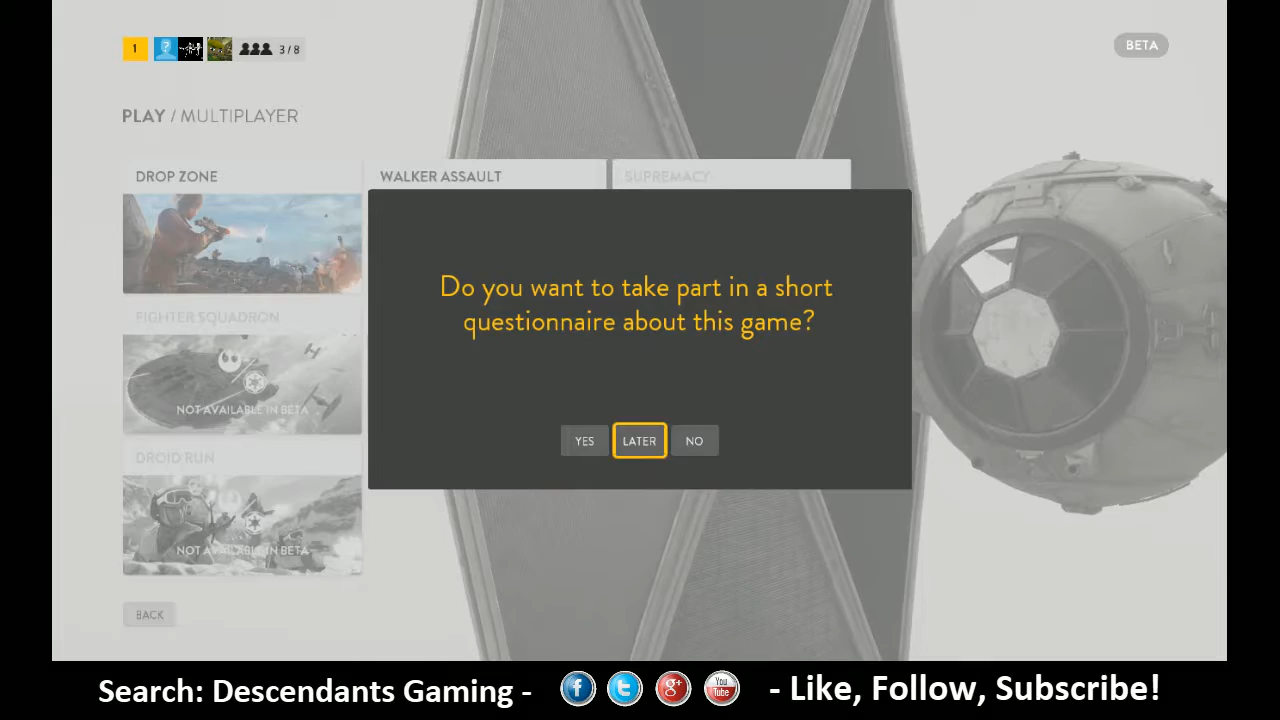 1
3 / 8
BETA
PLAY / MULTIPLAYER
DROP ZONE
WALKER ASSAULT
SUPREMACY
FIGHTER SQUADRON
NOT AVAILABLE IN BETA
DROID RUN
NOT AVAILABLE IN BETA
Do you want to take part in a short
questionnaire about this game?
YES
LATER
NO
BACK
Search: Descendants Gaming - f t g+ You Tube - Like, Follow, Subscribe!